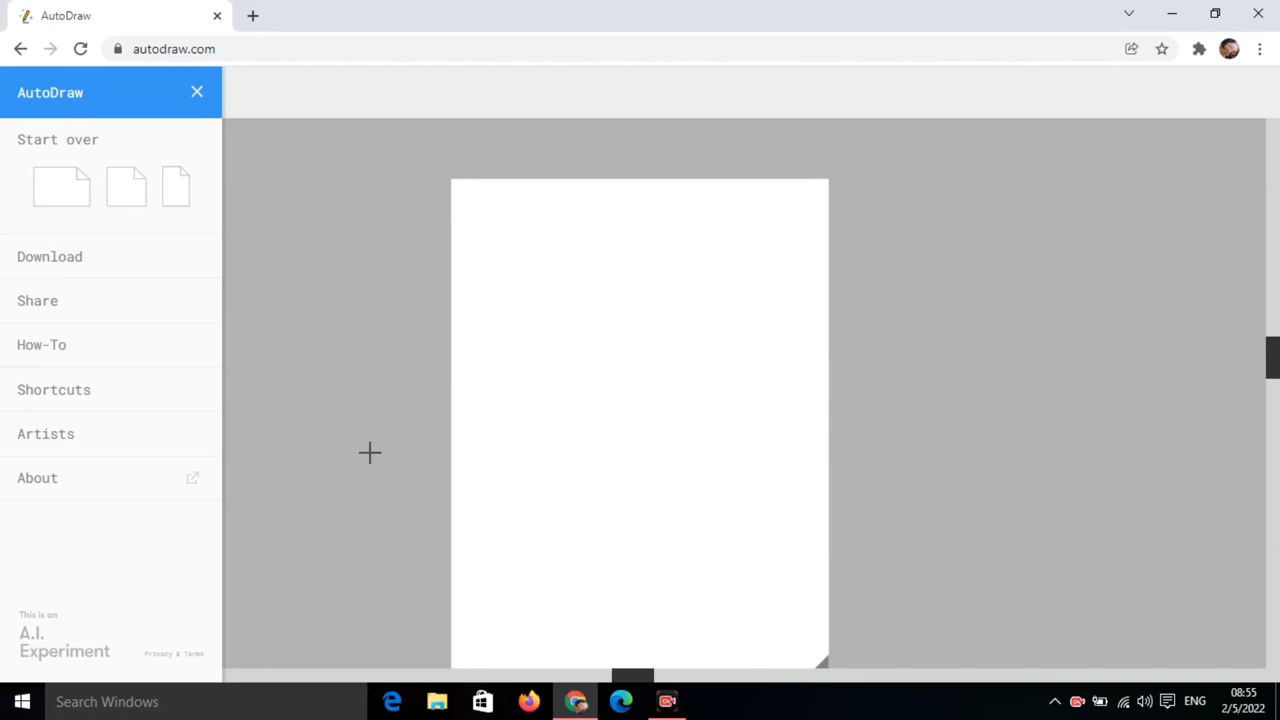 AutoDraw
autodraw.com
AutoDraw
Start over
Download
Share
How-To
Shortcuts
Artists
About
This is an
A.I.
Experiment
Privacy & Terms
Search Windows
ENG
08:55
2/5/2022